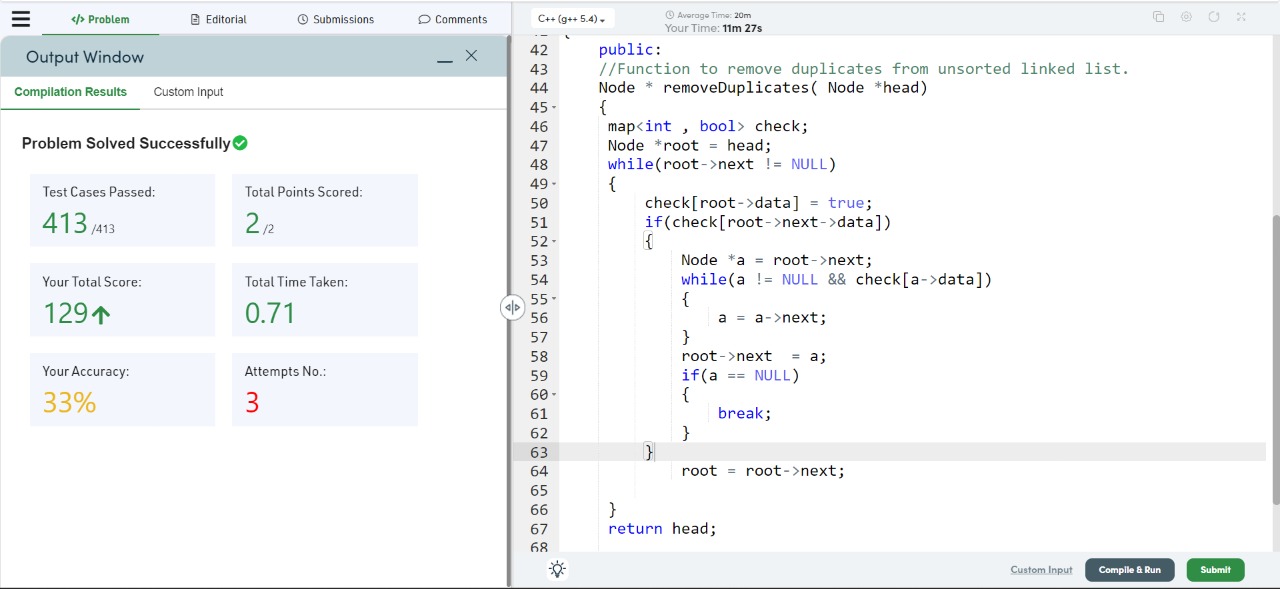 </> Problem
Editorial
Submissions
Comments
Output Window
Compilation Results
Custom Input
Problem Solved Successfully
Test Cases Passed:
413 /413
Total Points Scored:
2 /2
Your Total Score:
129
Total Time Taken:
0.71
Your Accuracy:
33%
Attempts No.:
3
C++ (g++ 5.4)
Average Time: 20m
Your Time: 11m 27s
42 public:
43 //Function to remove duplicates from unsorted linked list.
44 Node * removeDuplicates( Node *head)
45 {
46 map<int , bool> check;
47 Node *root = head;
48 while(root->next != NULL)
49 {
50 check[root->data] = true;
51 if(check[root->next->data])
52 {
53 Node *a = root->next;
54 while(a != NULL && check[a->data])
55 {
56 a = a->next;
57 }
58 root->next  = a;
59 if(a == NULL)
60 {
61 break;
62 }
63 }
64 root = root->next;
65
66 }
67 return head;
68
Custom Input
Compile & Run
Submit